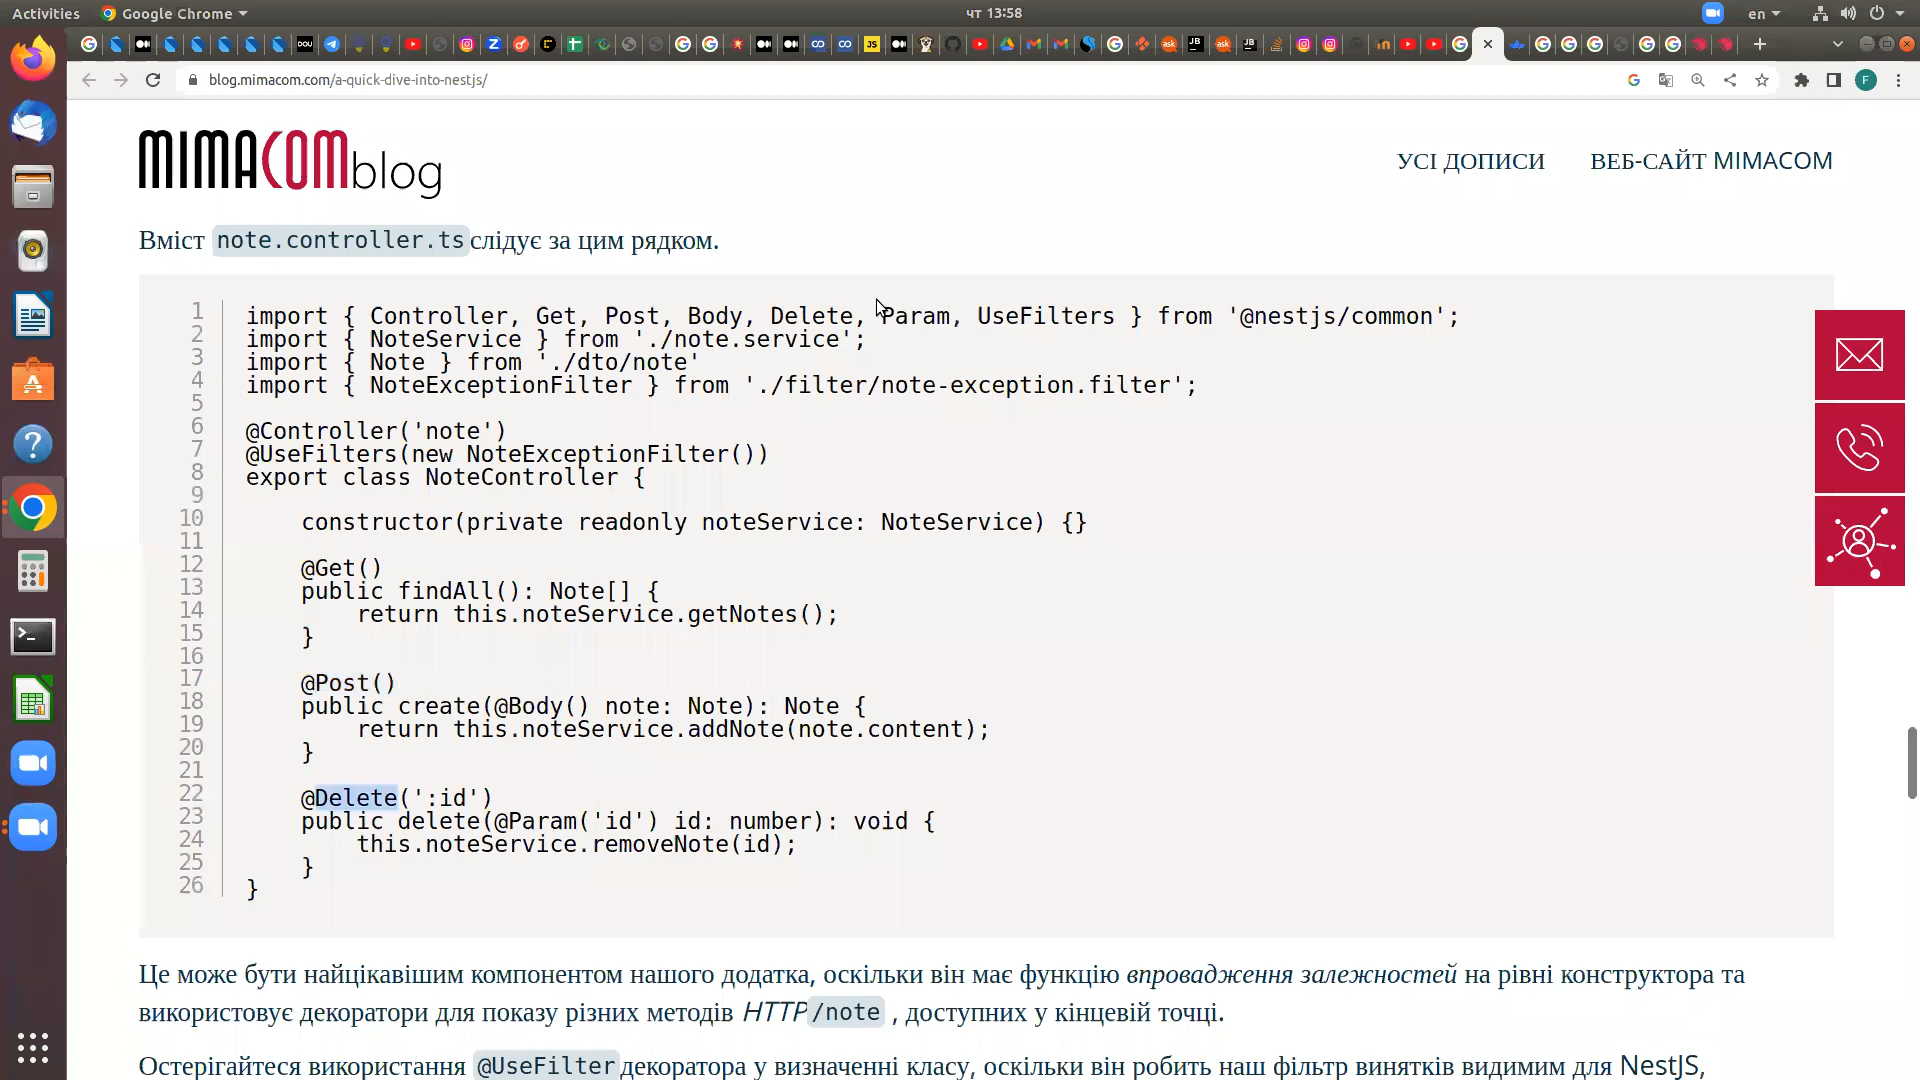 Activities Google Chrome чт 13:58 en
blog.mimacom.com/a-quick-dive-into-nestjs/ F
MIMACOM blog УСІ ДОПИСИ ВЕБ-САЙТ MIMACOM
Вміст note.controller.ts слідує за цим рядком.
1 import { Controller, Get, Post, Body, Delete, Param, UseFilters } from '@nestjs/common';
2 import { NoteService } from './note.service';
3 import { Note } from './dto/note'
4 import { NoteExceptionFilter } from './filter/note-exception.filter';
5
6 @Controller('note')
7 @UseFilters(new NoteExceptionFilter())
8 export class NoteController {
9
10 constructor(private readonly noteService: NoteService) {}
11
12 @Get()
13 public findAll(): Note[] {
14 return this.noteService.getNotes();
15 }
16
17 @Post()
18 public create(@Body() note: Note): Note {
19 return this.noteService.addNote(note.content);
20 }
21
22 @Delete(':id')
23 public delete(@Param('id') id: number): void {
24 this.noteService.removeNote(id);
25 }
26 }
Це може бути найцікавішим компонентом нашого додатка, оскільки він має функцію впровадження залежностей на рівні конструктора та
використовує декоратори для показу різних методів HTTP /note , доступних у кінцевій точці.
Остерігайтеся використання @UseFilter декоратора у визначенні класу, оскільки він робить наш фільтр винятків видимим для NestJS,